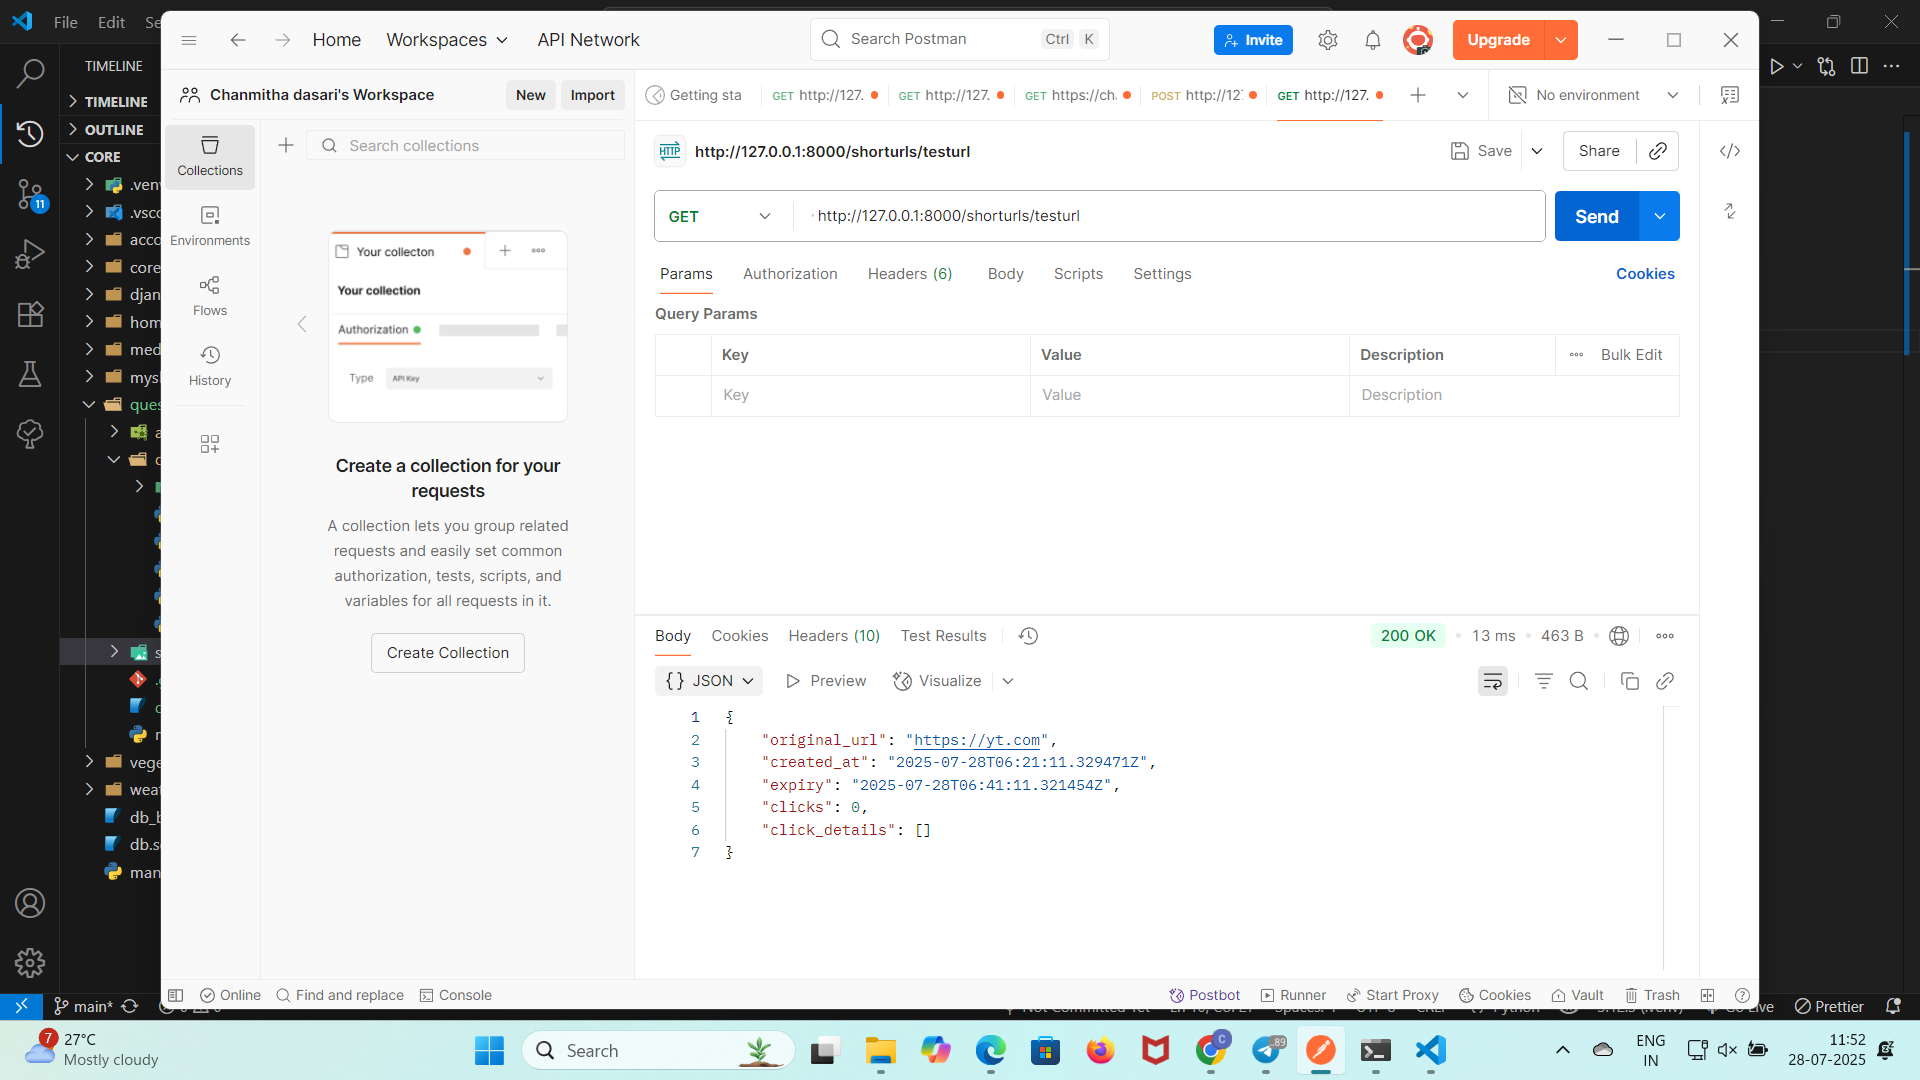 File Edit Se
Home Workspaces API Network
Search Postman Ctrl K
Invite
Upgrade
TIMELINE
Chanmitha dasari's Workspace New Import
Getting sta GET http://127. GET http://127. GET https://ch POST http://12 GET http://127. No environment
TIMELINE
OUTLINE
CORE
.ven
.vsco
acco
core
djan
hom
med
mysl
ques
vege
weat
db_b
db.s
man
Collections
Environments
Flows
History
Search collections
Your collecton
Your collection
Authorization
Type API Key
Create a collection for your
requests
A collection lets you group related
requests and easily set common
authorization, tests, scripts, and
variables for all requests in it.
Create Collection
HTTP http://127.0.0.1:8000/shorturls/testurl Save Share
GET http://127.0.0.1:8000/shorturls/testurl Send
Params Authorization Headers (6) Body Scripts Settings Cookies
Query Params
Key Value Description Bulk Edit
Key Value Description
Body Cookies Headers (10) Test Results 200 OK 13 ms 463 B
{} JSON Preview Visualize
1 {
2 "original_url": "https://yt.com",
3 "created_at": "2025-07-28T06:21:11.329471Z",
4 "expiry": "2025-07-28T06:41:11.321454Z",
5 "clicks": 0,
6 "click_details": []
7 }
11
Online Find and replace Console Postbot Runner Start Proxy Cookies Vault Trash
main* Prettier
7 27°C
Mostly cloudy
Search
89
ENG
IN
11:52
28-07-2025